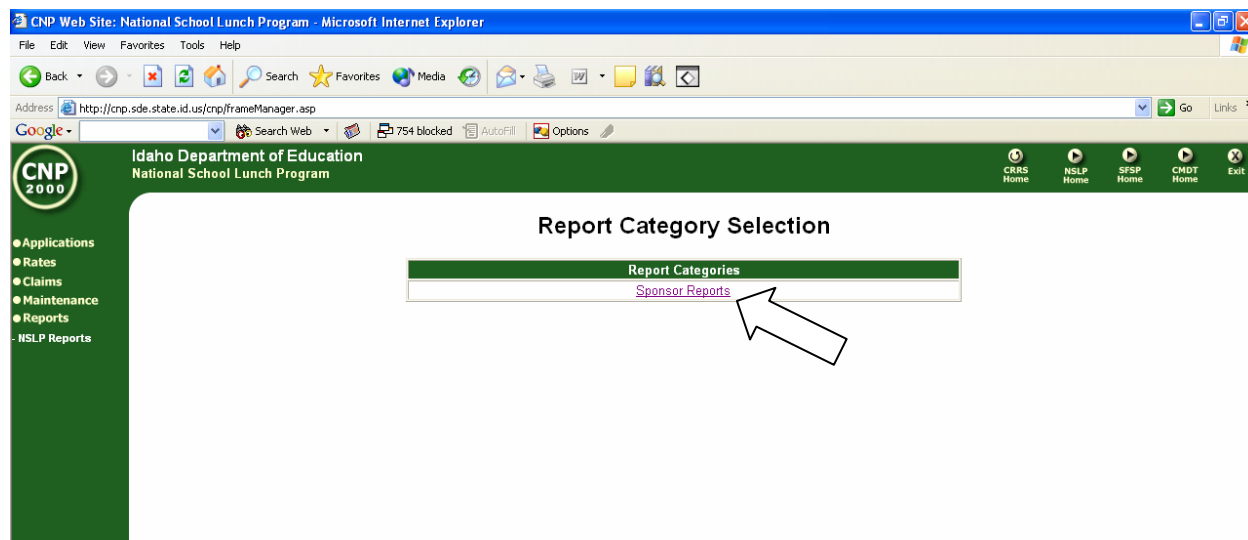 CNP Web Site: National School Lunch Program - Microsoft Internet Explorer
File Edit View Favorites Tools Help
Back Search Favorites Media
Address http://cnp.sde.state.id.us/cnp/frameManager.asp Go Links
Google Search Web 754 blocked AutoFill Options
CNP
2000
Idaho Department of Education
National School Lunch Program
CRRS Home
NSLP Home
SFSP Home
CMDT Home
Exit
Applications
Rates
Claims
Maintenance
Reports
- NSLP Reports
Report Category Selection
Report Categories
Sponsor Reports